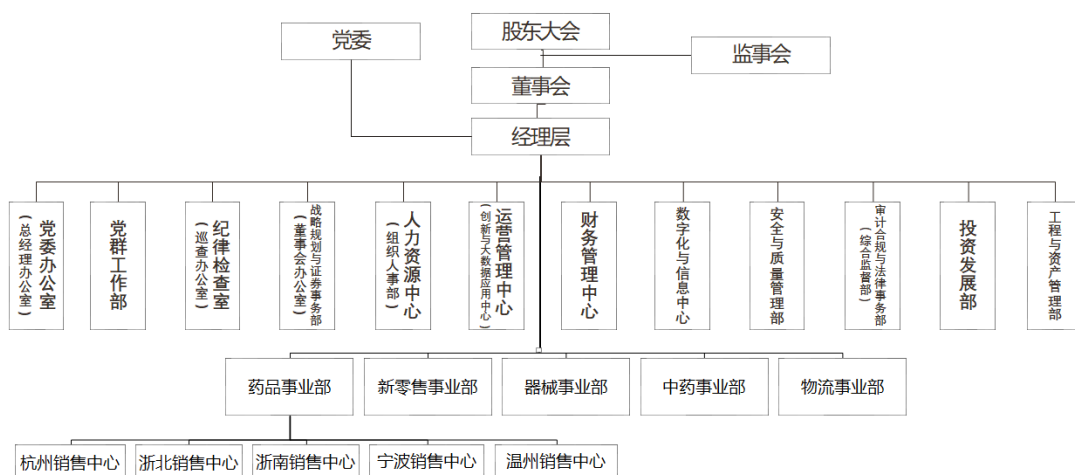 党委
股东大会
监事会
董事会
经理层
党委办公室
(总经理办公室)
党群工作部
纪律检查室
(巡查办公室)
战略规划与证券事务部
(董事会办公室)
人力资源中心
(组织人事部)
运营管理中心
(创新与大数据应用中心)
财务管理中心
数字化与信息中心
安全与质量管理部
审计合规与法律事务部
(综合监督部)
投资发展部
工程与资产管理部
药品事业部
新零售事业部
器械事业部
中药事业部
物流事业部
杭州销售中心
浙北销售中心
浙南销售中心
宁波销售中心
温州销售中心